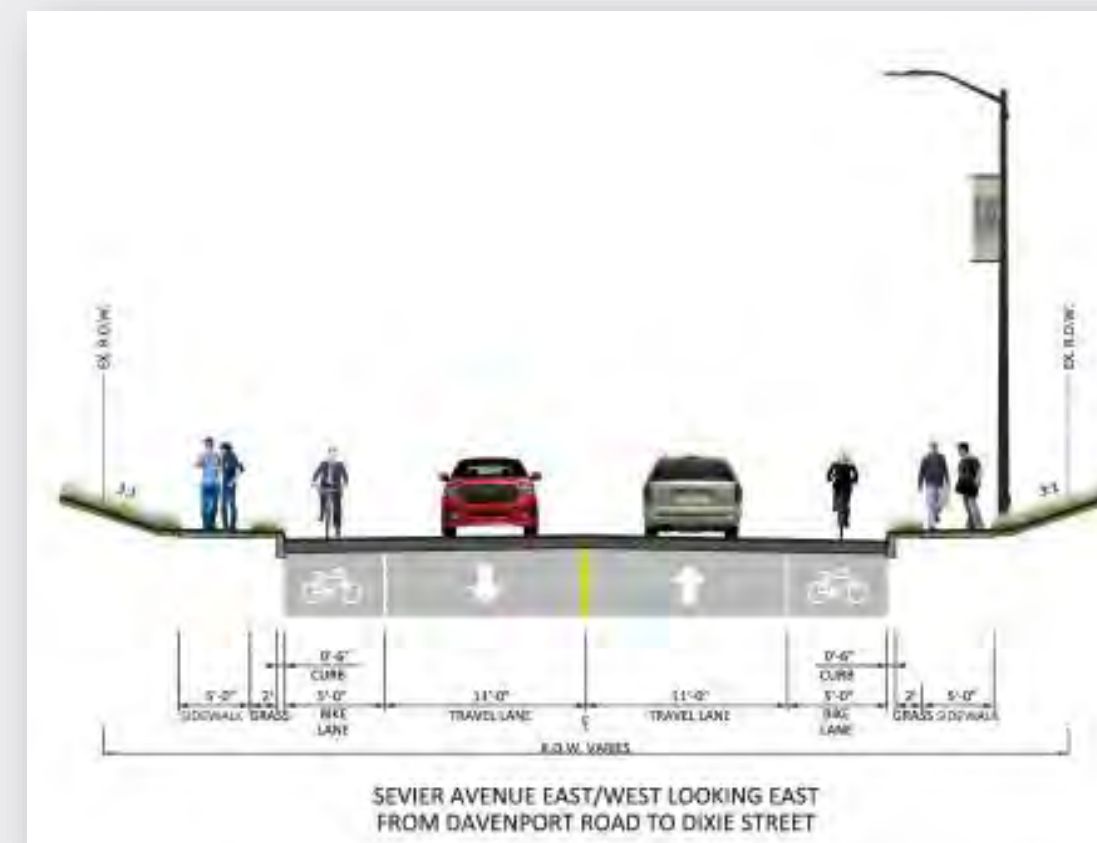 EX. R.O.W.
EX. R.O.W.
3:1
3:1
0'-6"
CURB
0'-6"
CURB
5'-0"
SIDEWALK
2'
GRASS
5'-0"
BIKE
LANE
11'-0"
TRAVEL LANE
11'-0"
TRAVEL LANE
5'-0"
BIKE
LANE
2'
GRASS
5'-0"
SIDEWALK
R.O.W. VARIES
SEVIER AVENUE EAST/WEST LOOKING EAST
FROM DAVENPORT ROAD TO DIXIE STREET